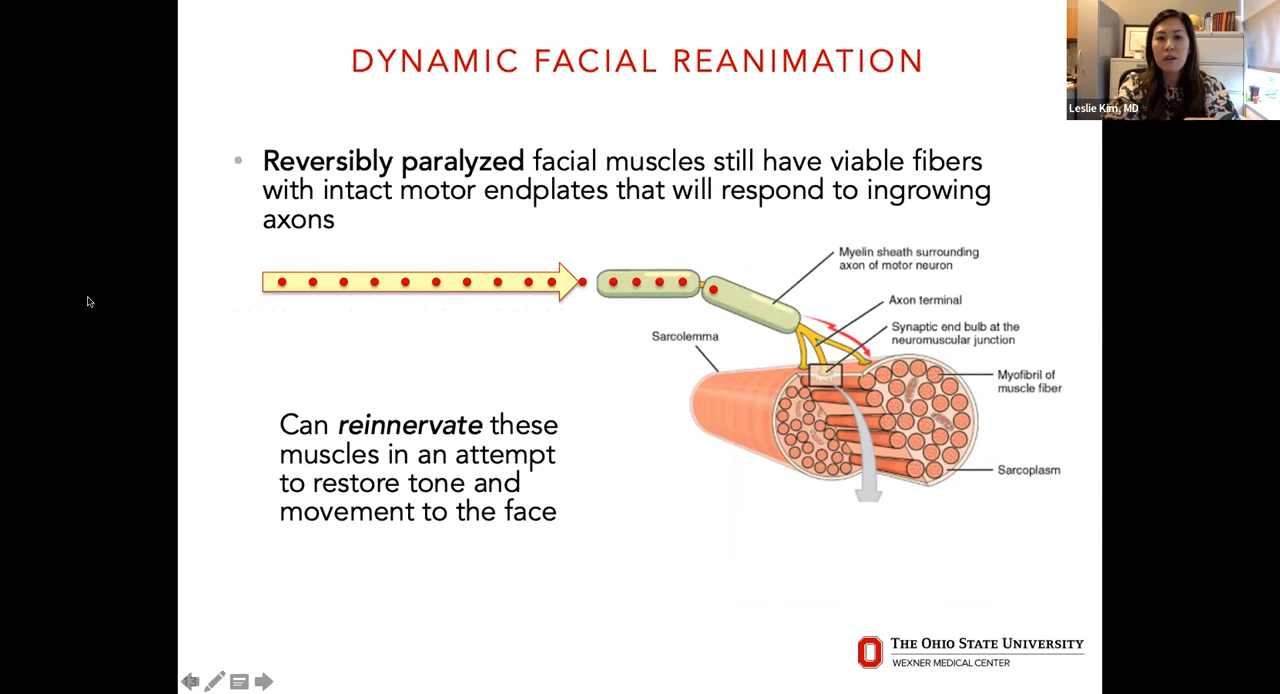 DYNAMIC FACIAL REANIMATION
Leslie Kim, MD
• Reversibly paralyzed facial muscles still have viable fibers
with intact motor endplates that will respond to ingrowing
axons
Myelin sheath surrounding
axon of motor neuron
Axon terminal
Synaptic end bulb at the
neuromuscular junction
Sarcolemma
Myofibril of
muscle fiber
Sarcoplasm
Can reinnervate these
muscles in an attempt
to restore tone and
movement to the face
THE OHIO STATE UNIVERSITY
WEXNER MEDICAL CENTER